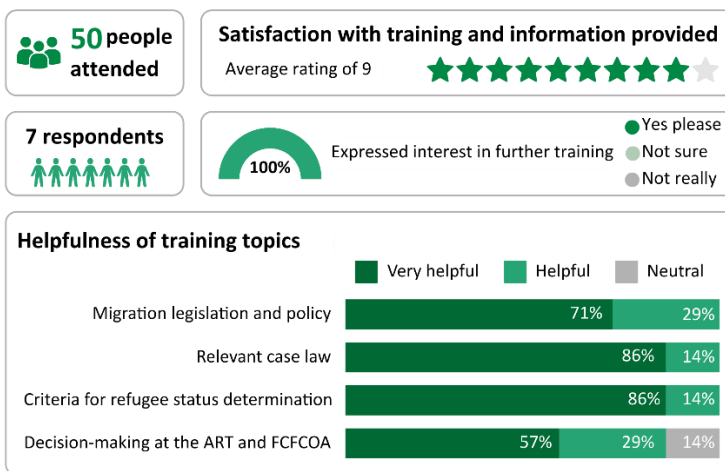 50 people
attended
Satisfaction with training and information provided
Average rating of 9
7 respondents
100%
Expressed interest in further training
Yes please
Not sure
Not really
Helpfulness of training topics
Very helpful
Helpful
Neutral
Migration legislation and policy
71%
29%
Relevant case law
86%
14%
Criteria for refugee status determination
86%
14%
Decision-making at the ART and FCFCOA
57%
29%
14%